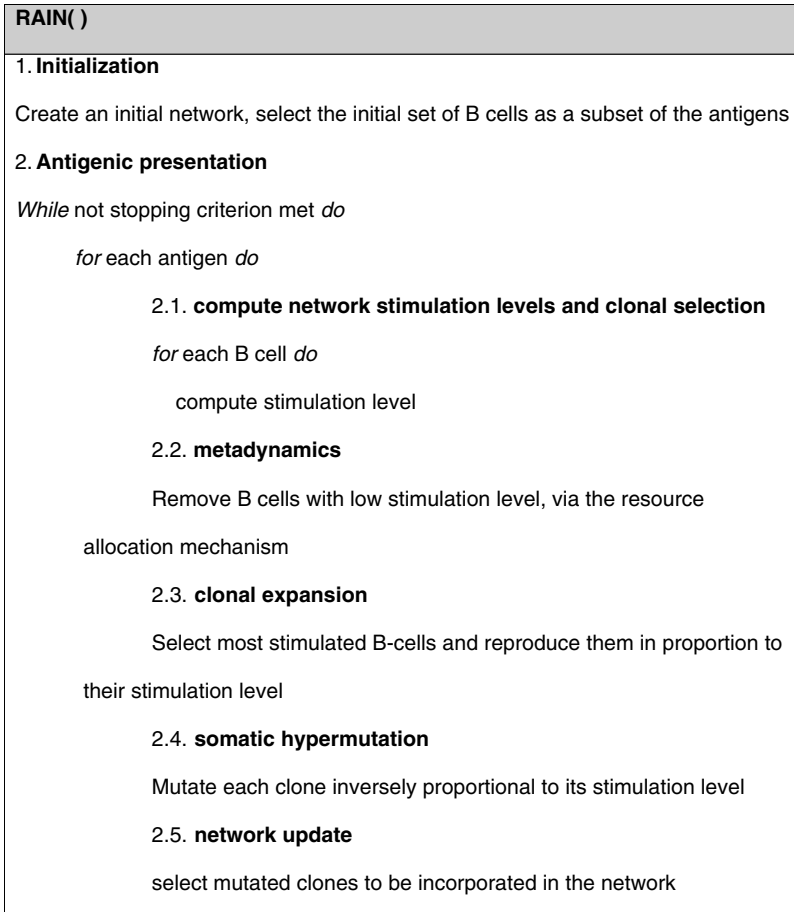 RAIN( )
1. Initialization
Create an initial network, select the initial set of B cells as a subset of the antigens
2. Antigenic presentation
While not stopping criterion met do
for each antigen do
2.1. compute network stimulation levels and clonal selection
for each B cell do
compute stimulation level
2.2. metadynamics
Remove B cells with low stimulation level, via the resource
allocation mechanism
2.3. clonal expansion
Select most stimulated B-cells and reproduce them in proportion to
their stimulation level
2.4. somatic hypermutation
Mutate each clone inversely proportional to its stimulation level
2.5. network update
select mutated clones to be incorporated in the network